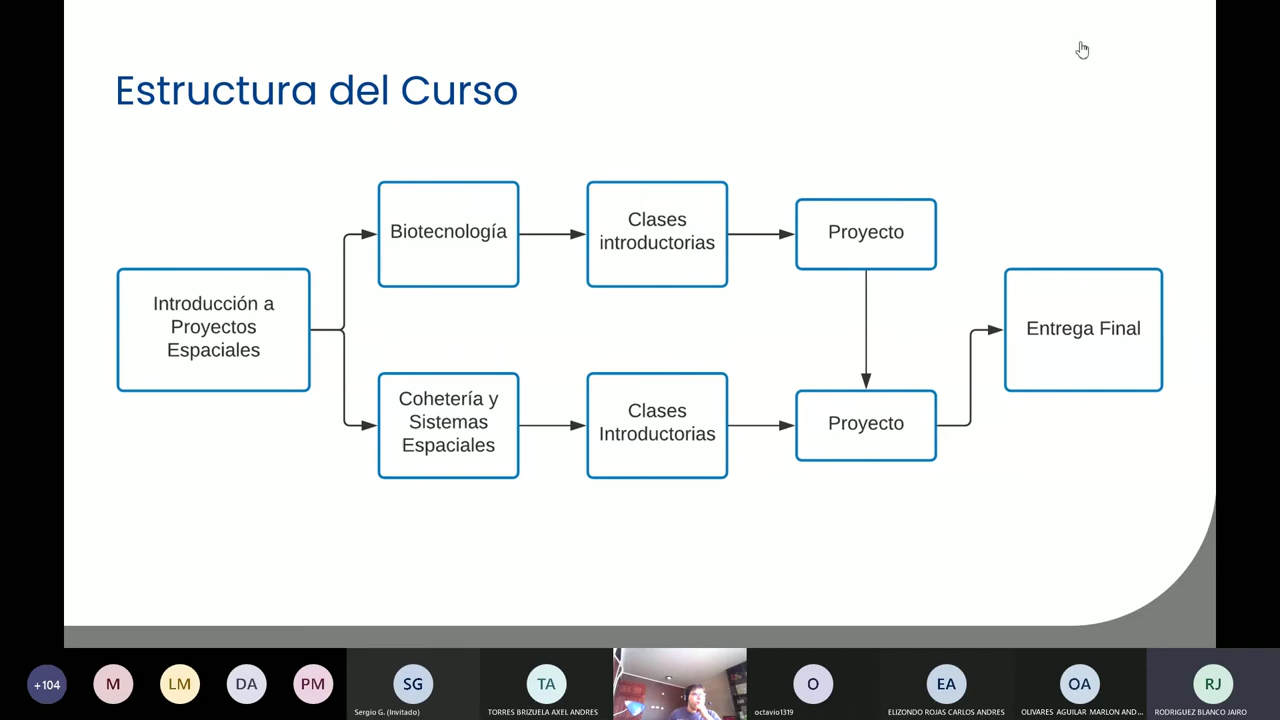 Estructura del Curso
Introducción a
Proyectos
Espaciales
Biotecnología
Clases
introductorias
Proyecto
Cohetería y
Sistemas
Espaciales
Clases
Introductorias
Proyecto
Entrega Final
+104
M
LM
DA
PM
SG
Sergio G. (Invitado)
TA
TORRES BRIZUELA AXEL ANDRES
O
octavio1319
EA
ELIZONDO ROJAS CARLOS ANDRES
OA
OLIVARES AGUILAR MARLON AND...
RJ
RODRIGUEZ BLANCO JAIRO